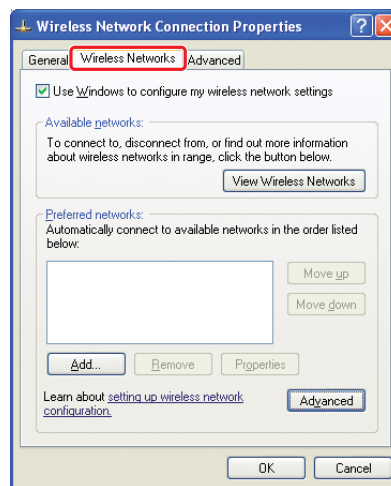 Wireless Network Connection Properties
General Wireless Networks Advanced
Use Windows to configure my wireless network settings
Available networks:
To connect to, disconnect from, or find out more information
about wireless networks in range, click the button below.
View Wireless Networks
Preferred networks:
Automatically connect to available networks in the order listed
below:
Move up
Move down
Add... Remove Properties
Learn about setting up wireless network
configuration.
Advanced
OK Cancel